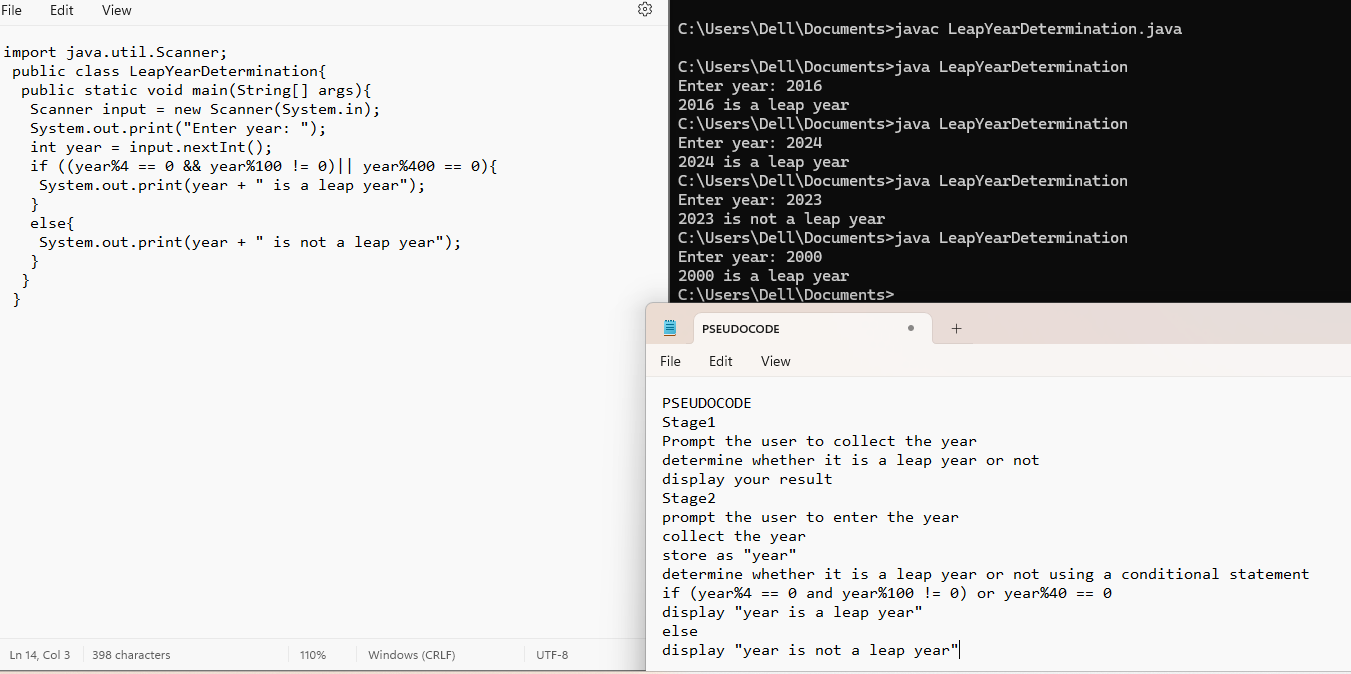 File Edit View
import java.util.Scanner;
public class LeapYearDetermination{
public static void main(String[] args){
Scanner input = new Scanner(System.in);
System.out.print("Enter year: ");
int year = input.nextInt();
if ((year%4 == 0 && year%100 != 0)|| year%400 == 0){
System.out.print(year + " is a leap year");
}
else{
System.out.print(year + " is not a leap year");
}
}
}
Ln 14, Col 3 398 characters 110% Windows (CRLF) UTF-8
C:\Users\Dell\Documents>javac LeapYearDetermination.java
C:\Users\Dell\Documents>java LeapYearDetermination
Enter year: 2016
2016 is a leap year
C:\Users\Dell\Documents>java LeapYearDetermination
Enter year: 2024
2024 is a leap year
C:\Users\Dell\Documents>java LeapYearDetermination
Enter year: 2023
2023 is not a leap year
C:\Users\Dell\Documents>java LeapYearDetermination
Enter year: 2000
2000 is a leap year
C:\Users\Dell\Documents>
PSEUDOCODE
File Edit View
PSEUDOCODE
Stage1
Prompt the user to collect the year
determine whether it is a leap year or not
display your result
Stage2
prompt the user to enter the year
collect the year
store as "year"
determine whether it is a leap year or not using a conditional statement
if (year%4 == 0 and year%100 != 0) or year%40 == 0
display "year is a leap year"
else
display "year is not a leap year"